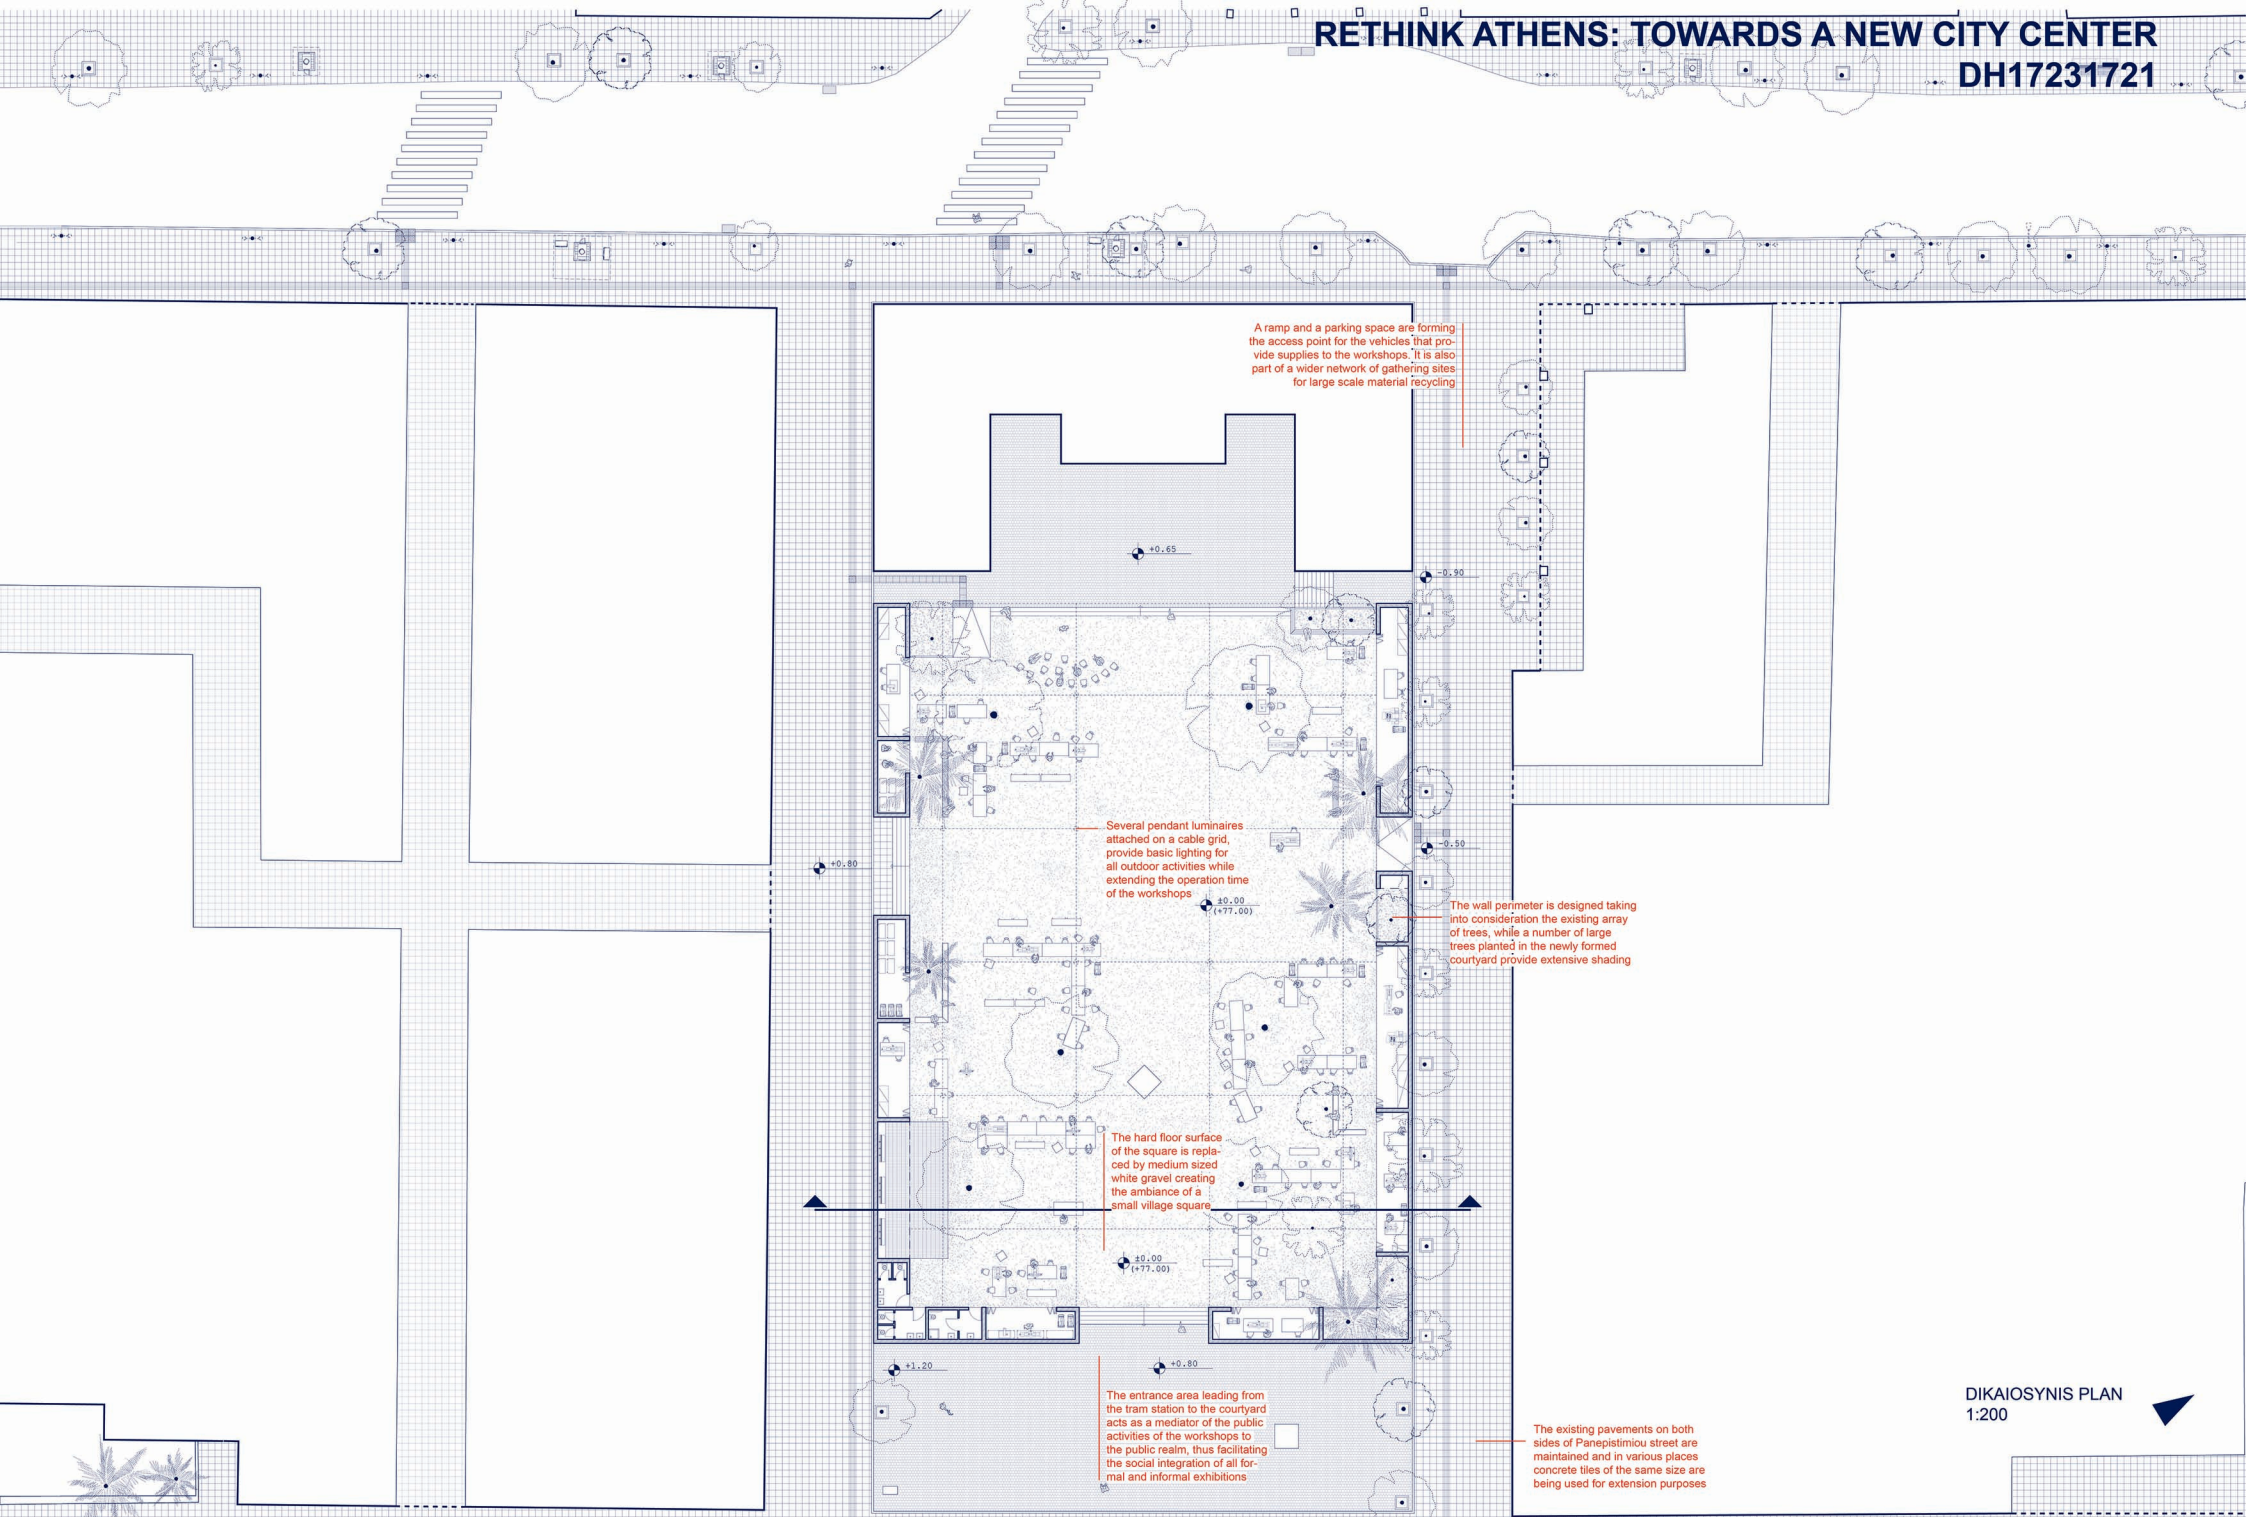 RETHINK ATHENS: TOWARDS A NEW CITY CENTER
DH17231721
A ramp and a parking space are forming
the access point for the vehicles that pro-
vide supplies to the workshops. It is also
part of a wider network of gathering sites
for large scale material recycling
+0.65
-0.90
Several pendant luminaires
attached on a cable grid,
provide basic lighting for
all outdoor activities while
extending the operation time
of the workshops
+0.80
-0.50
±0.00
(+77.00)
The wall perimeter is designed taking
into consideration the existing array
of trees, while a number of large
trees planted in the newly formed
courtyard provide extensive shading
The hard floor surface
of the square is repla-
ced by medium sized
white gravel creating
the ambiance of a
small village square
±0.00
(+77.00)
+1.20
+0.80
The entrance area leading from
the tram station to the courtyard
acts as a mediator of the public
activities of the workshops to
the public realm, thus facilitating
the social integration of all for-
mal and informal exhibitions
The existing pavements on both
sides of Panepistimiou street are
maintained and in various places
concrete tiles of the same size are
being used for extension purposes
DIKAIOSYNIS PLAN
1:200